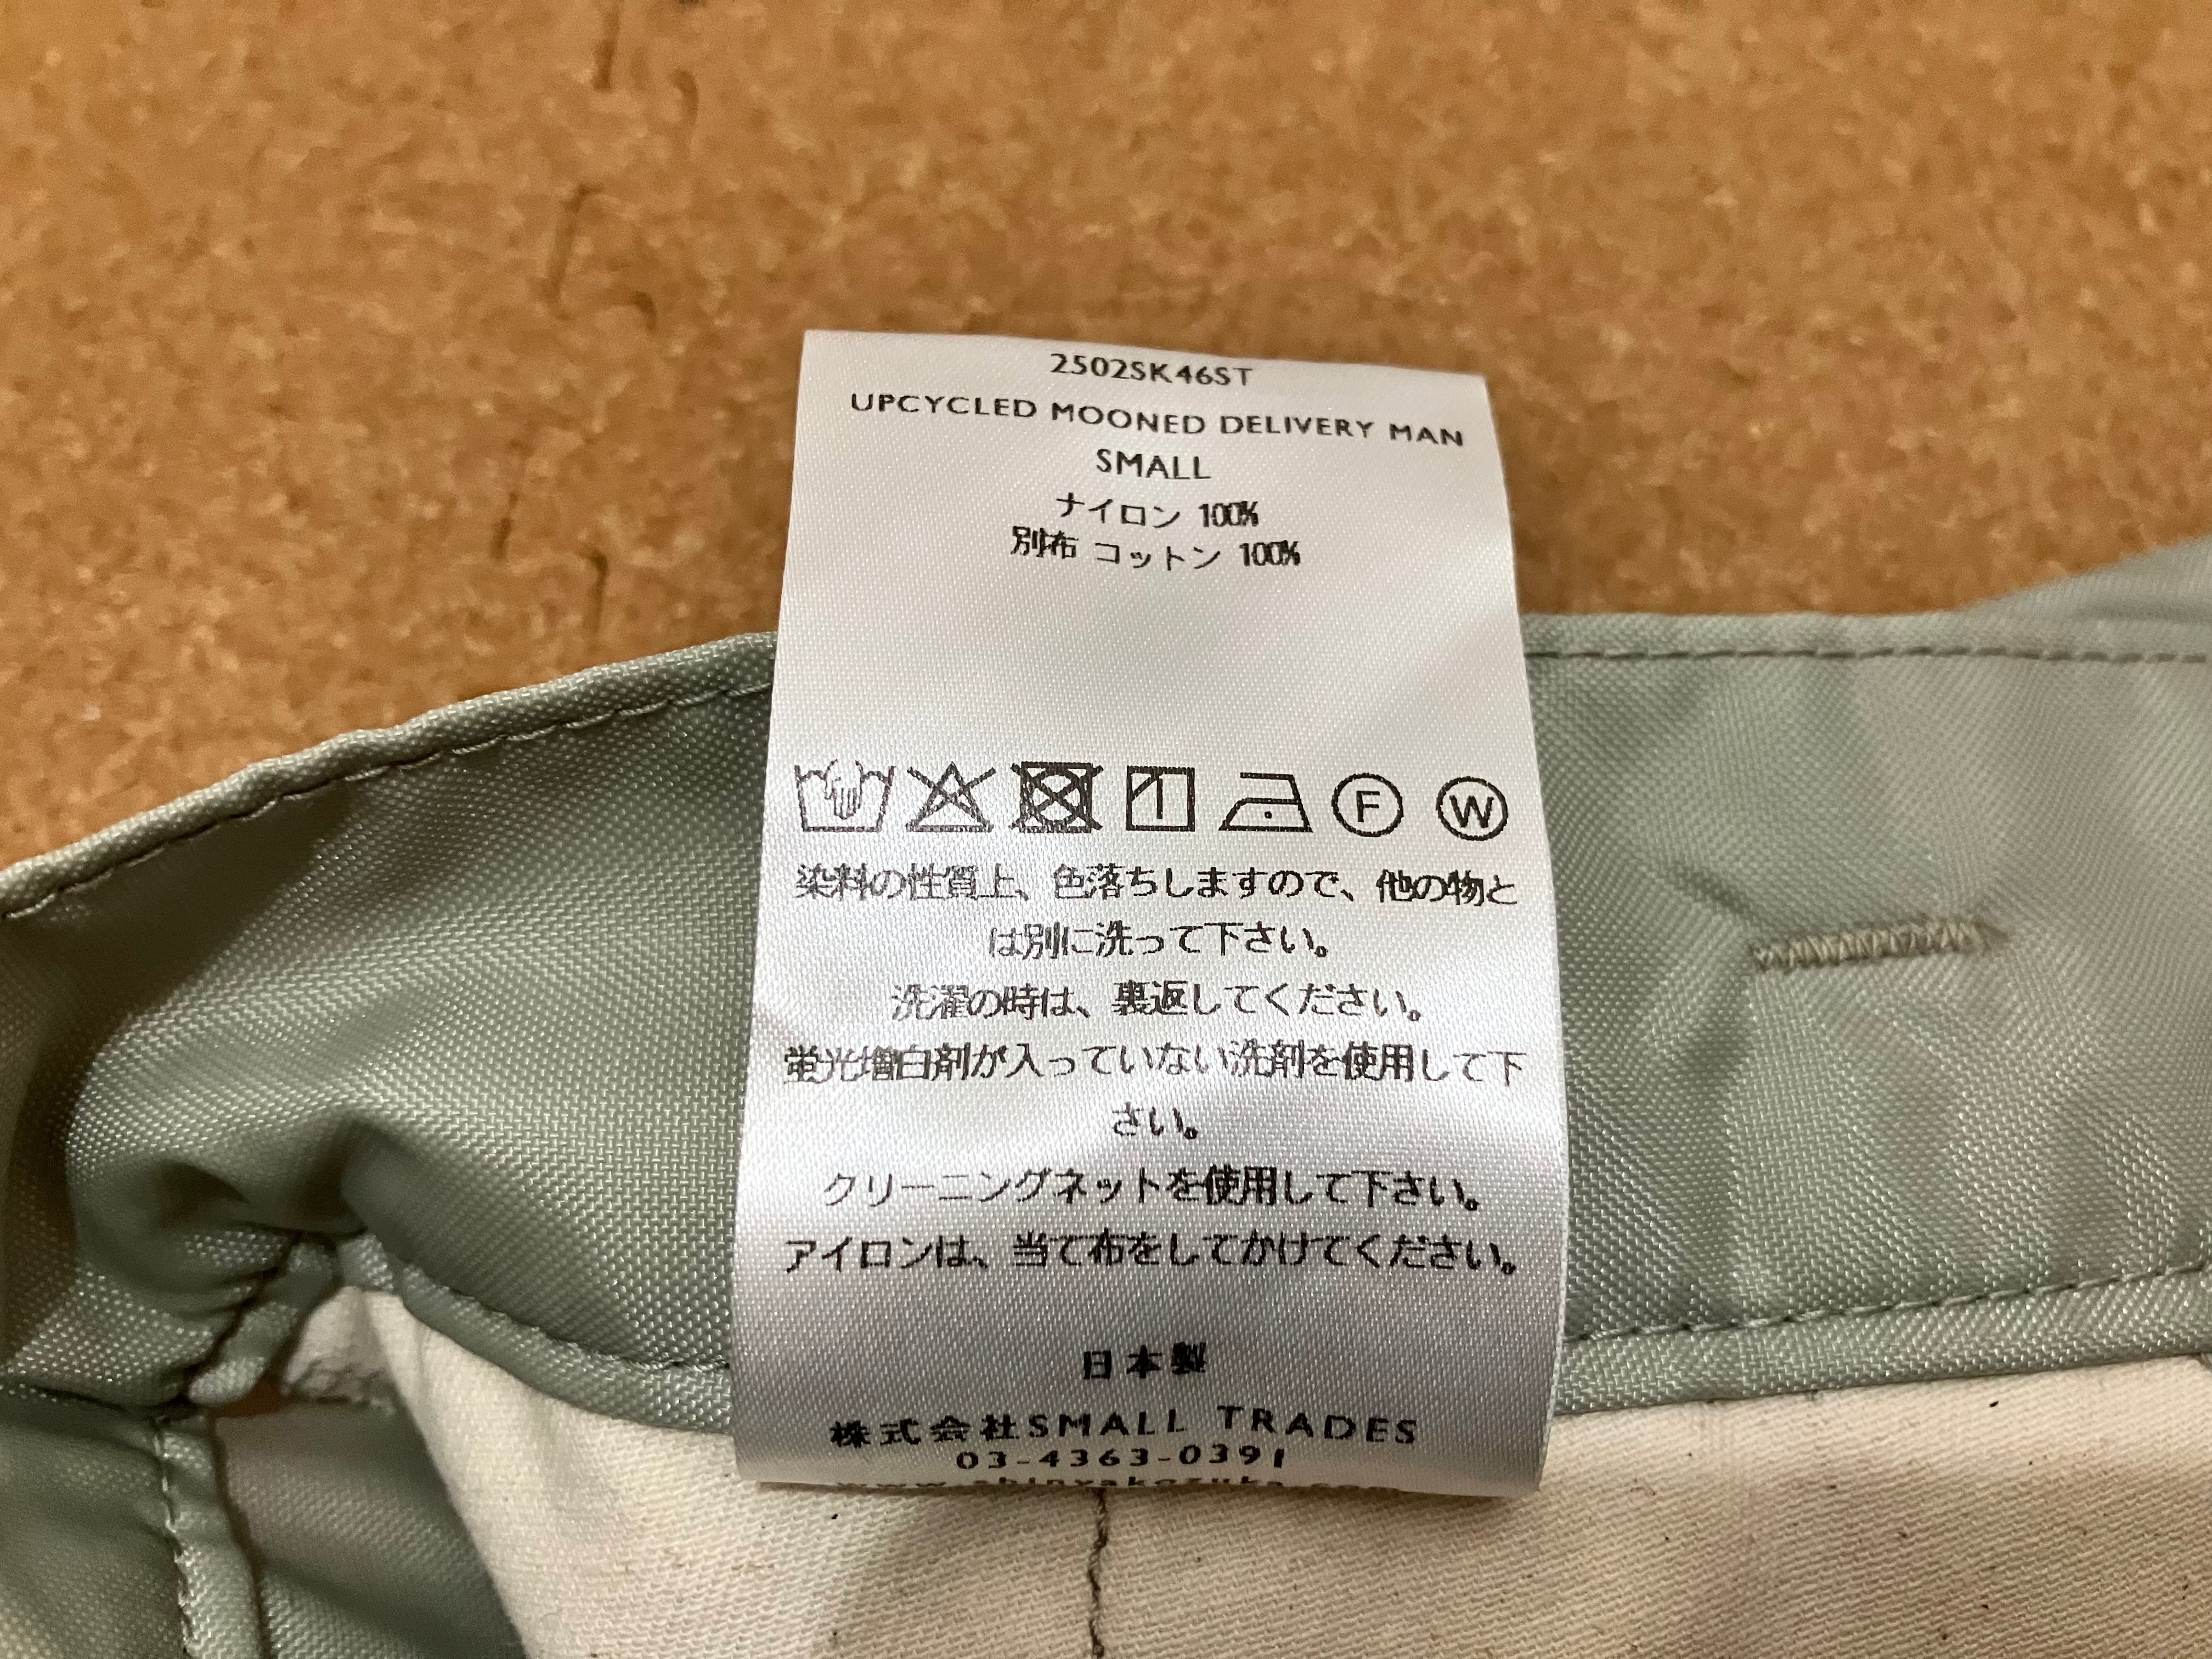 2502SK46ST
UPCYCLED MOONED DELIVERY MAN
SMALL
ナイロン 100%
別布 コットン 100%
F W
染料の性質上、色落ちしますので、他の物と
は別に洗って下さい。
洗濯の時は、裏返してください。
蛍光増白剤が入っていない洗剤を使用して下
さい。
クリーニングネットを使用して下さい。
アイロンは、当て布をしてかけてください。
日本製
株式会社SMALL TRADES
03-4363-0391
www.shinyakozuka.com